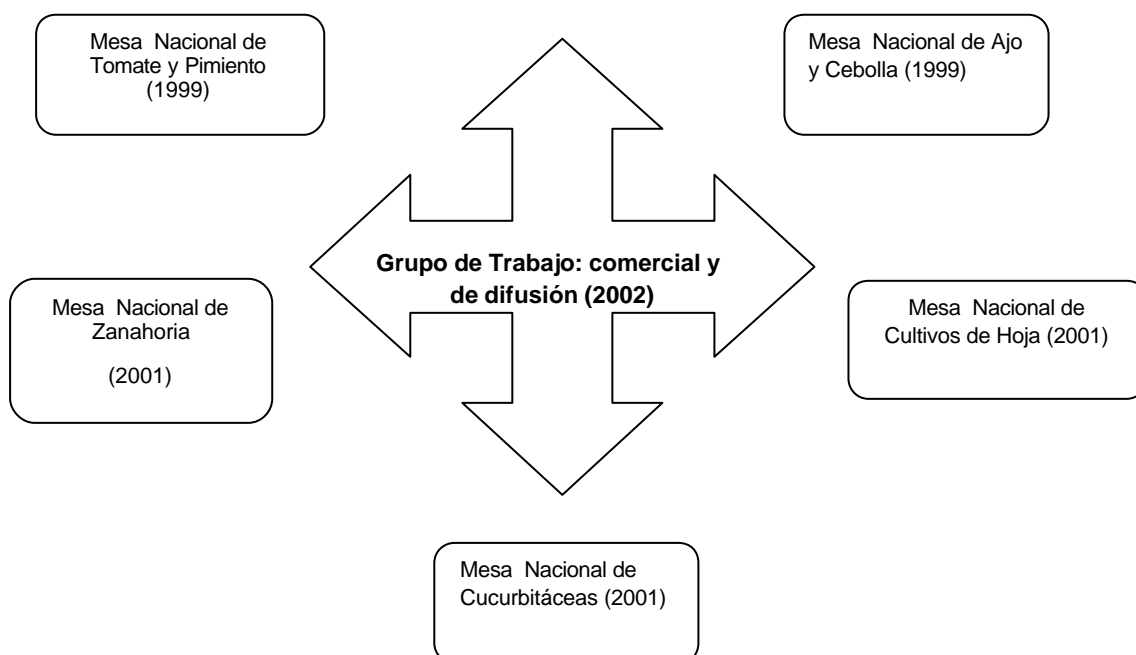 Mesa Nacional de
Tomate y Pimiento
(1999)
Mesa Nacional de Ajo
y Cebolla (1999)
Grupo de Trabajo: comercial y
de difusión (2002)
Mesa Nacional de
Zanahoria
(2001)
Mesa Nacional de
Cultivos de Hoja (2001)
Mesa Nacional de
Cucurbitáceas (2001)